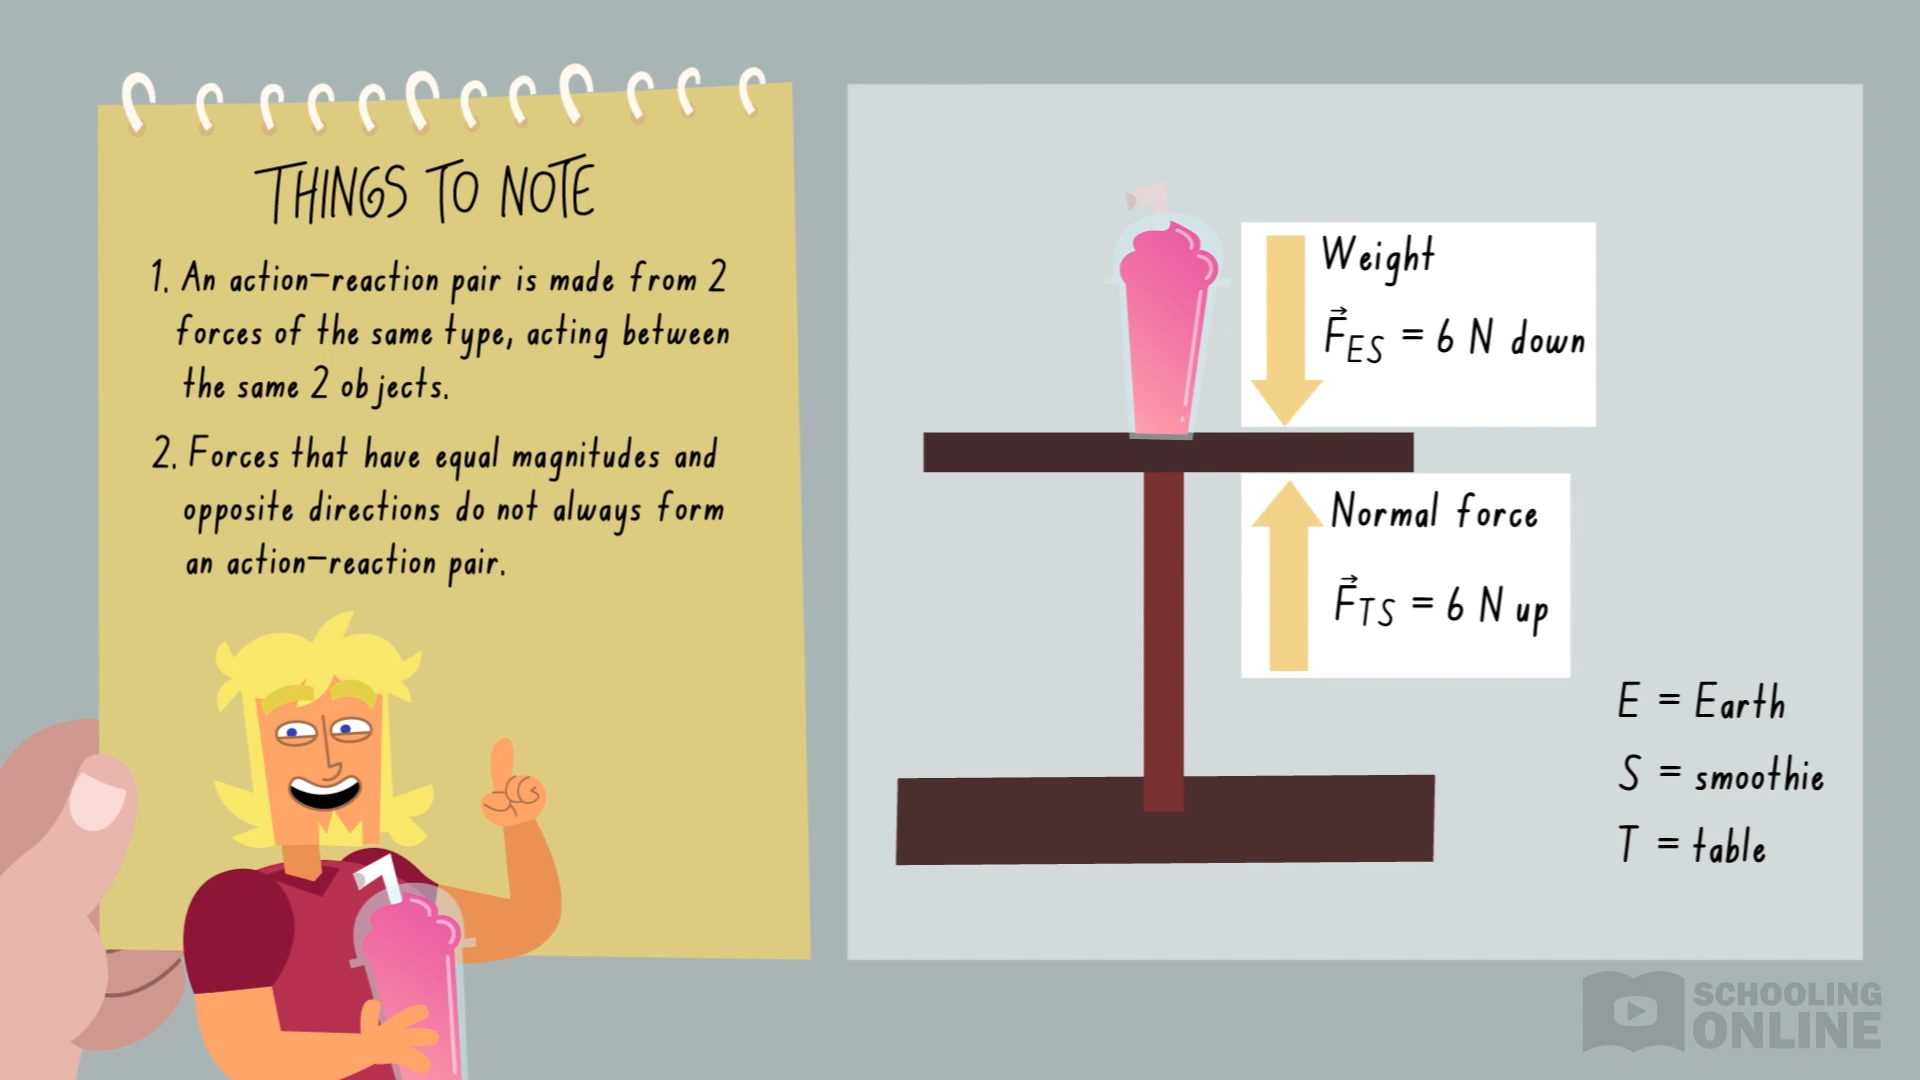 THINGS TO NOTE
1. An action–reaction pair is made from 2
forces of the same type, acting between
the same 2 objects.
2. Forces that have equal magnitudes and
opposite directions do not always form
an action–reaction pair.
Weight
F⃗ES = 6 N down
Normal force
F⃗TS = 6 N up
E = Earth
S = smoothie
T = table
SCHOOLING
ONLINE